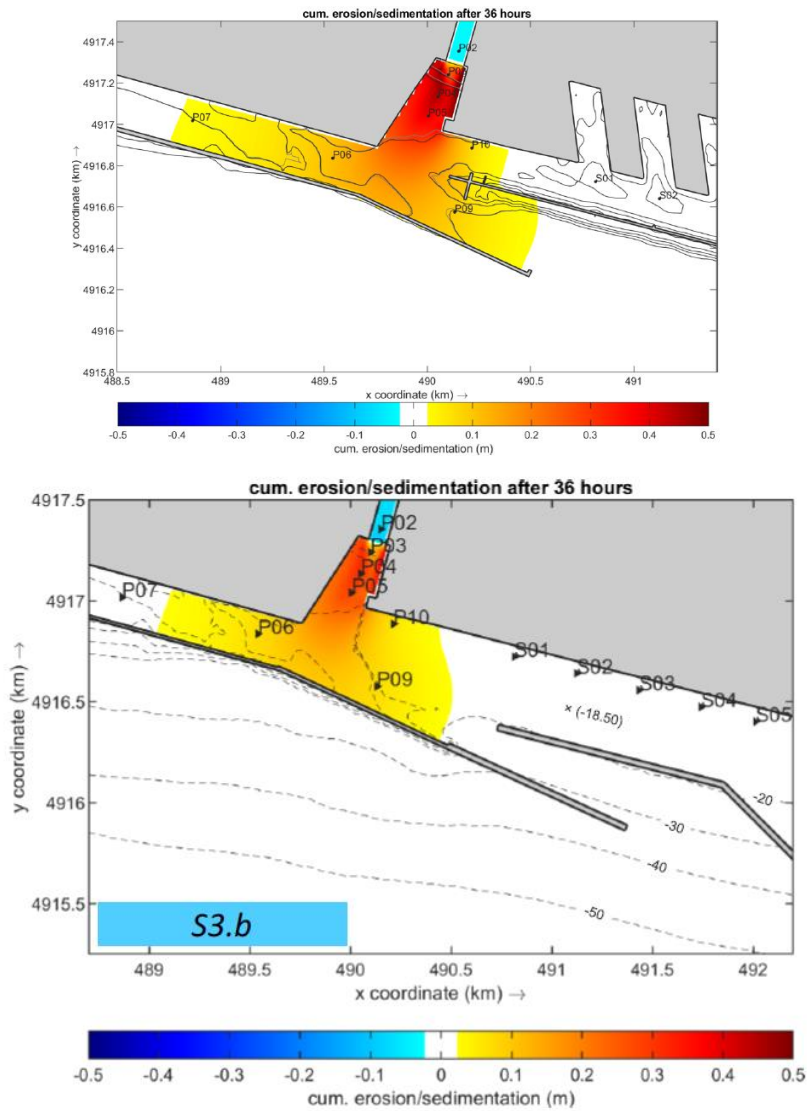 cum. erosion/sedimentation after 36 hours
4917.4
4917.2
4917
4916.8
4916.6
4916.4
4916.2
4916
4915.8
y coordinate (km) →
P02
P05
P07
P06
P10
P09
S01
S02
488.5 489 489.5 490 490.5 491
x coordinate (km) →
-0.5 -0.4 -0.3 -0.2 -0.1 0 0.1 0.2 0.3 0.4 0.5
cum. erosion/sedimentation (m)
cum. erosion/sedimentation after 36 hours
4917.5
4917
4916.5
4916
4915.5
y coordinate (km) →
P02
P03
P04
P05
P07
P06
P10
P09
S01
S02
S03
S04
S05
× (-18.50)
-20
-30
-40
-50
S3.b
489 489.5 490 490.5 491 491.5 492
x coordinate (km) →
-0.5 -0.4 -0.3 -0.2 -0.1 0 0.1 0.2 0.3 0.4 0.5
cum. erosion/sedimentation (m)